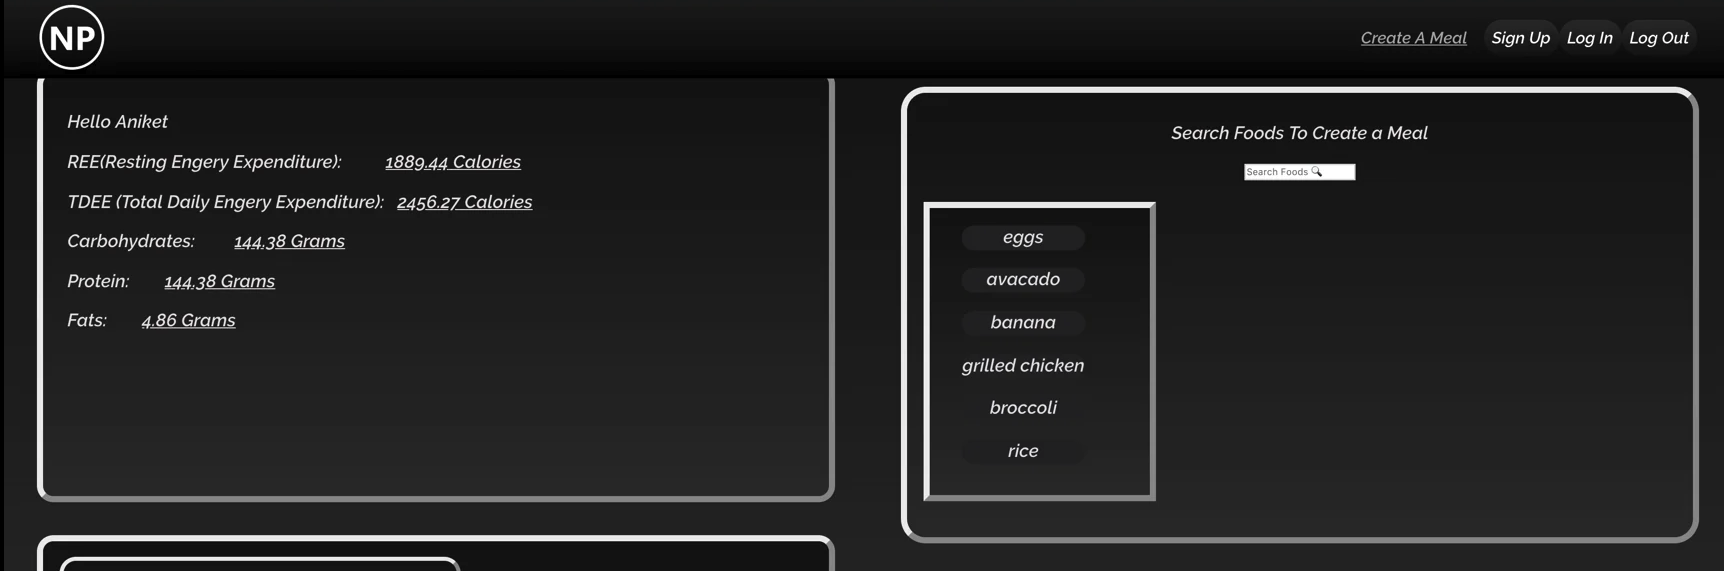 NP
Create A Meal
Sign Up
Log In
Log Out
Hello Aniket
REE(Resting Engery Expenditure): 1889.44 Calories
TDEE (Total Daily Engery Expenditure): 2456.27 Calories
Carbohydrates: 144.38 Grams
Protein: 144.38 Grams
Fats: 4.86 Grams
Search Foods To Create a Meal
Search Foods 🔍
eggs
avacado
banana
grilled chicken
broccoli
rice